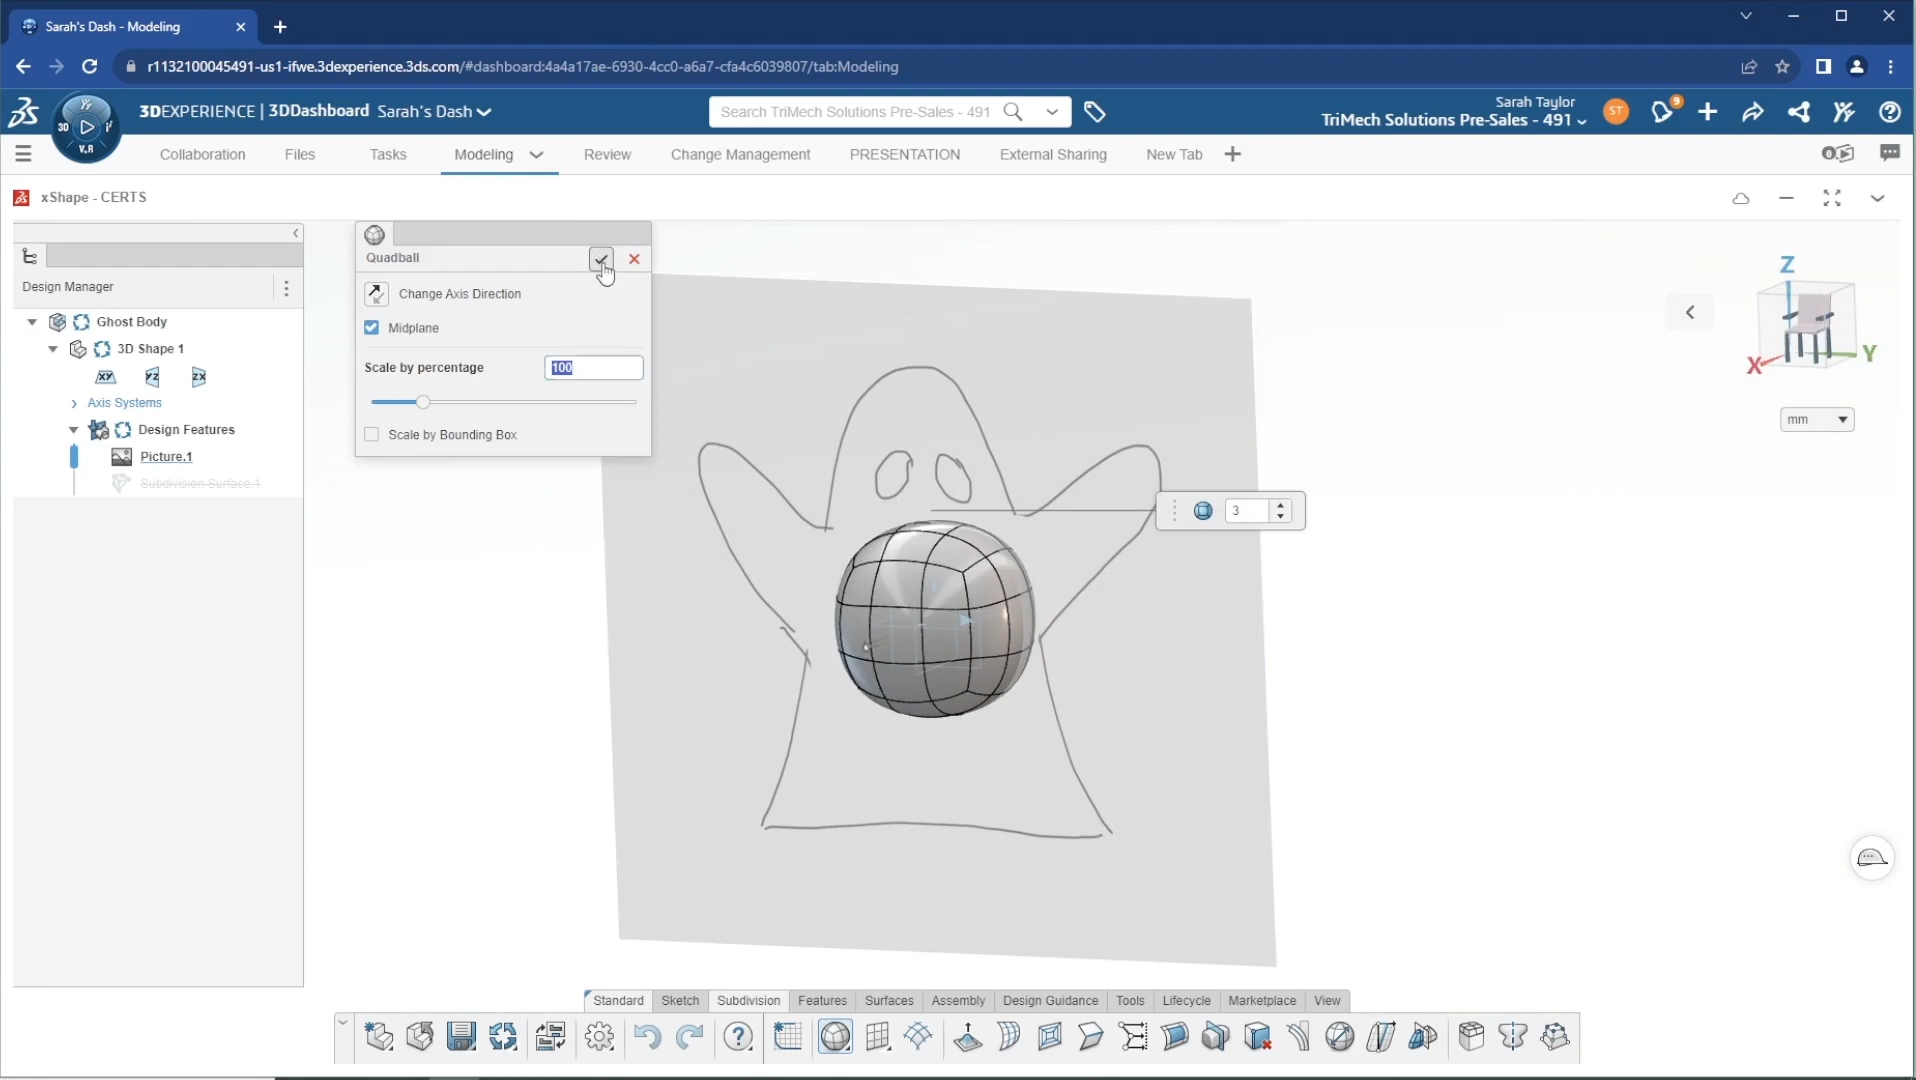 Sarah's Dash - Modeling
r1132100045491-us1-ifwe.3dexperience.3ds.com/#dashboard:4a4a17ae-6930-4cc0-a6a7-cfa4c6039807/tab:Modeling
3D
V.R
3DEXPERIENCE | 3DDashboard Sarah's Dash
Search TriMech Solutions Pre-Sales - 491
Sarah Taylor
TriMech Solutions Pre-Sales - 491
ST
9
Collaboration
Files
Tasks
Modeling
Review
Change Management
PRESENTATION
External Sharing
New Tab
0
xShape - CERTS
Design Manager
Ghost Body
3D Shape 1
XY
YZ
ZX
Axis Systems
Design Features
Picture.1
Subdivision Surface.1
Quadball
Change Axis Direction
Midplane
Scale by percentage
100
Scale by Bounding Box
3
Z
X
Y
mm
Standard
Sketch
Subdivision
Features
Surfaces
Assembly
Design Guidance
Tools
Lifecycle
Marketplace
View